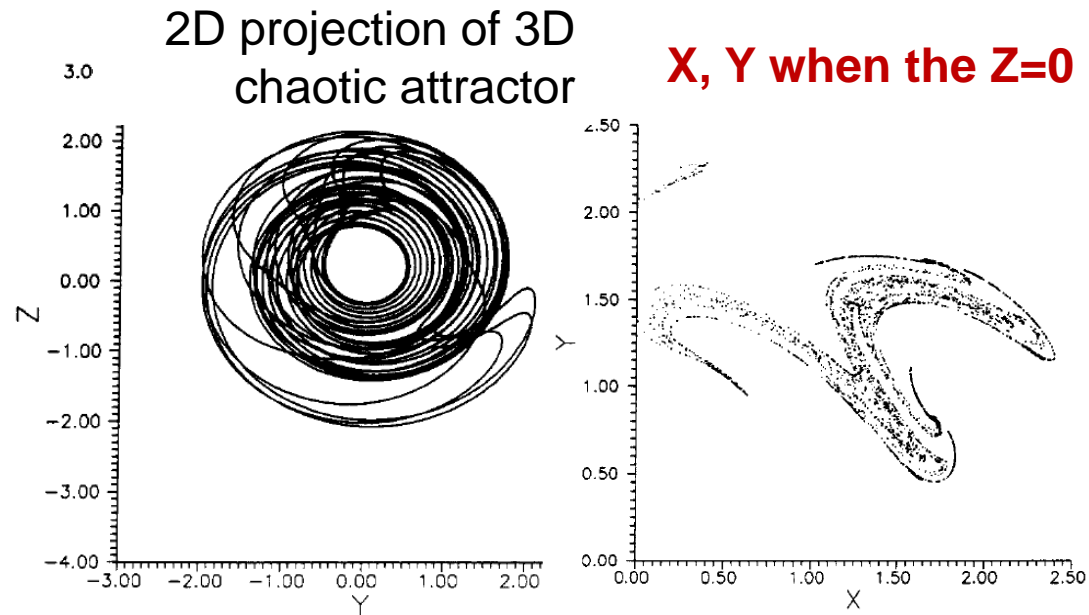 2D projection of 3D
chaotic attractor
X, Y when the Z=0
3.0
2.00
1.00
0.00
−1.00
−2.00
−3.00
−4.00
Z
−3.00 −2.00 −1.00 0.00 1.00 2.00
Y
2.50
2.00
1.50
1.00
0.50
0.00
Y
0.00 0.50 1.00 1.50 2.00 2.50
X